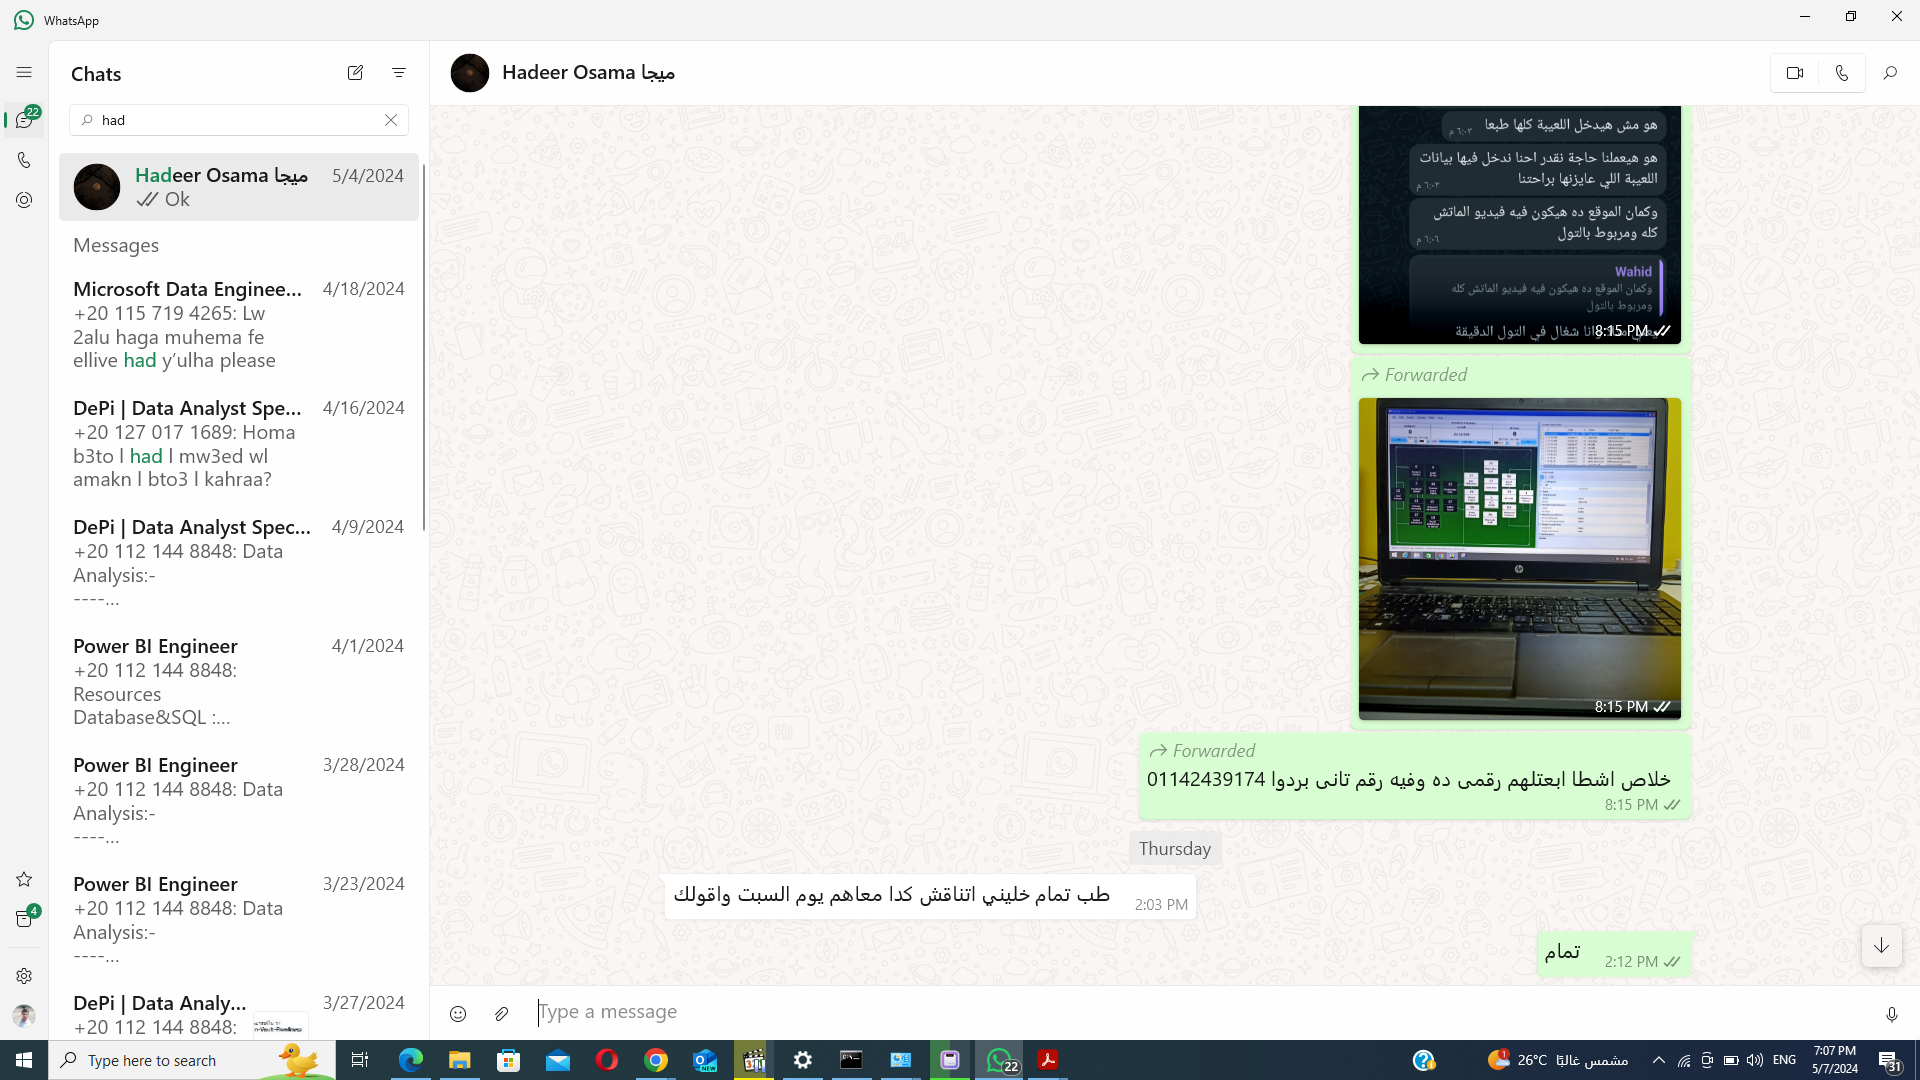 WhatsApp
Chats
had
Hadeer Osama ميجا 5/4/2024
Ok
Messages
Microsoft Data Enginee... 4/18/2024
+20 115 719 4265: Lw
2alu haga muhema fe
ellive had y'ulha please
DePi | Data Analyst Spe... 4/16/2024
+20 127 017 1689: Homa
b3to l had l mw3ed wl
amakn l bto3 l kahraa?
DePi | Data Analyst Spec... 4/9/2024
+20 112 144 8848: Data
Analysis:-
----...
Power BI Engineer 4/1/2024
+20 112 144 8848:
Resources
Database&SQL :...
Power BI Engineer 3/28/2024
+20 112 144 8848: Data
Analysis:-
----...
Power BI Engineer 3/23/2024
+20 112 144 8848: Data
Analysis:-
----...
DePi | Data Analy... 3/27/2024
+20 112 144 8848:
22
4
Hadeer Osama ميجا
هو مش هيدخل اللعيبة كلها طبعا ٦:٠٣ م
هو هيعملنا حاجة نقدر احنا ندخل فيها بيانات
اللعيبة اللي عايزنها براحتنا ٦:٠٣ م
وكمان الموقع ده هيكون فيه فيديو الماتش
كله ومربوط بالتول ٦:٠٦ م
Wahid
وكمان الموقع ده هيكون فيه فيديو الماتش كله
ومربوط بالتول
انا شغال في التول الدقيقة
8:15 PM
Forwarded
8:15 PM
Forwarded
خلاص اشطا ابعتلهم رقمى ده وفيه رقم تانى بردوا 01142439174
8:15 PM
Thursday
طب تمام خليني اتناقش كدا معاهم يوم السبت واقولك
2:03 PM
تمام
2:12 PM
Type a message
Type here to search
NEW
22
1
26°C مشمس غالبًا
ENG
7:07 PM
5/7/2024
31